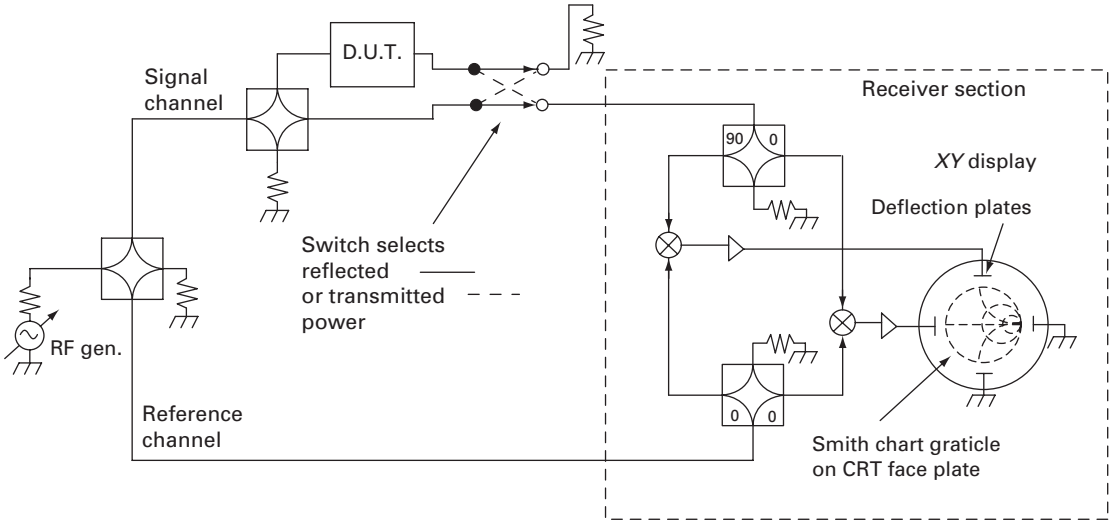 D.U.T.
Signal
channel
Receiver section
90 0
XY display
Deflection plates
Switch selects
reflected
or transmitted
power
RF gen.
Reference
channel
0 0
Smith chart graticle
on CRT face plate